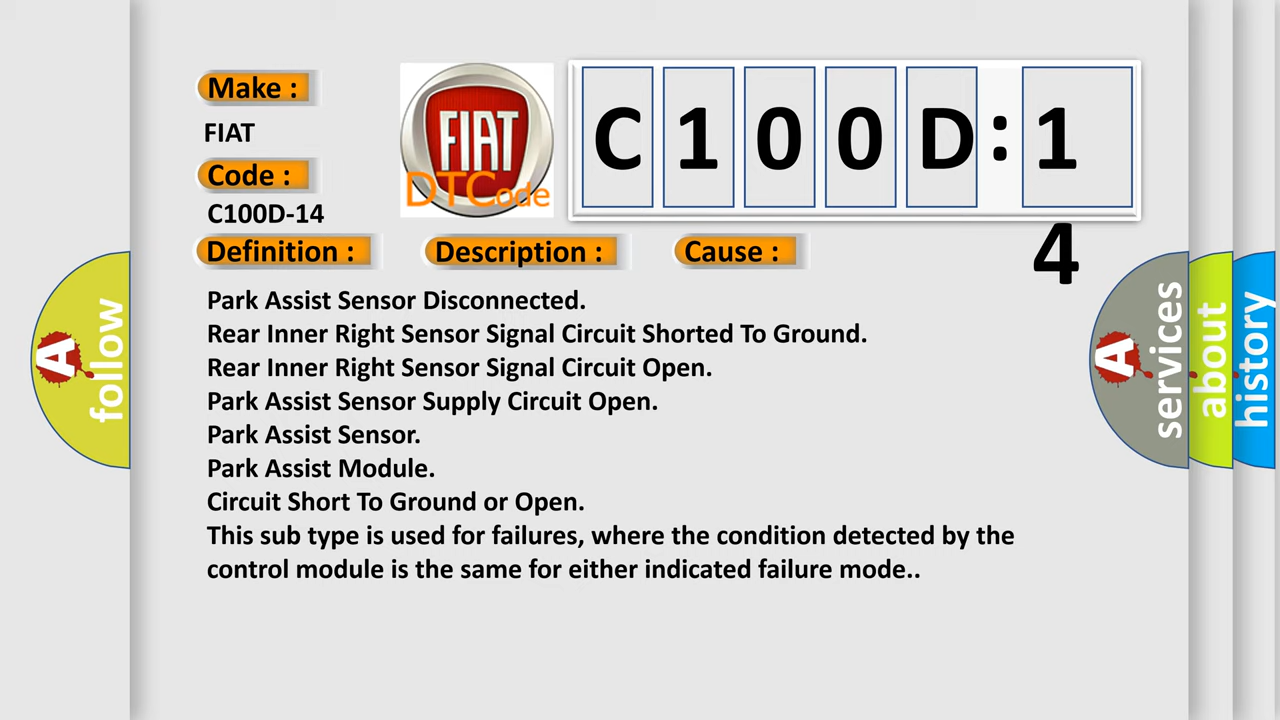 Make :
FIAT
Code :
C100D-14
FIAT
DTCode
C100D:1
4
Definition :
Description :
Cause :
Park Assist Sensor Disconnected.
Rear Inner Right Sensor Signal Circuit Shorted To Ground.
Rear Inner Right Sensor Signal Circuit Open.
Park Assist Sensor Supply Circuit Open.
Park Assist Sensor.
Park Assist Module.
Circuit Short To Ground or Open.
This sub type is used for failures, where the condition detected by the
control module is the same for either indicated failure mode..
A follow
A services
about
history